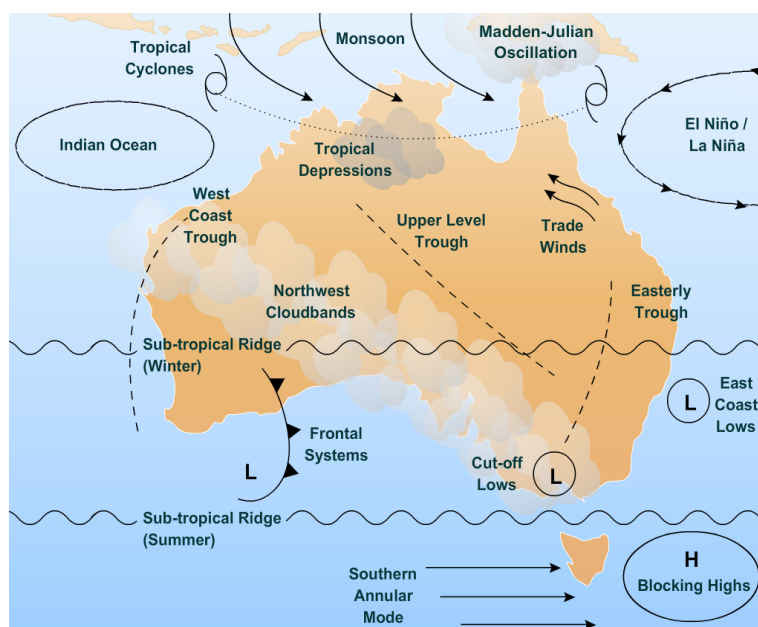 Tropical
Cyclones
Monsoon
Madden-Julian
Oscillation
Indian Ocean
El Niño /
La Niña
Tropical
Depressions
West
Coast
Trough
Upper Level
Trough
Trade
Winds
Northwest
Cloudbands
Easterly
Trough
Sub-tropical Ridge
(Winter)
L
East
Coast
Lows
Frontal
Systems
L
Cut-off
Lows
L
Sub-tropical Ridge
(Summer)
H
Blocking Highs
Southern
Annular
Mode